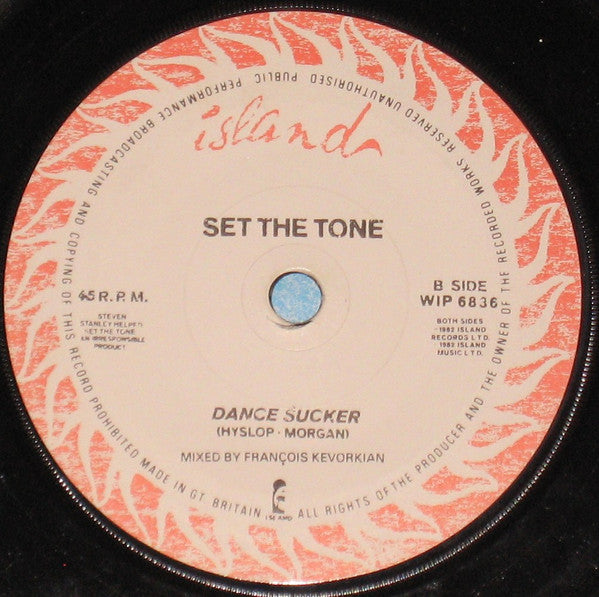 island
SET THE TONE
45 R.P.M.
STEVEN
STANLEY HELPED
SET THE TONE
AN IRRESPONSIBLE
PRODUCT
B SIDE
WIP 6836
BOTH SIDES
℗1982 ISLAND
RECORDS LTD.
1982 ISLAND
MUSIC LTD.
DANCE SUCKER
(HYSLOP · MORGAN)
MIXED BY FRANÇOIS KEVORKIAN
ISLAND
MADE IN GT. BRITAIN
ALL RIGHTS OF THE PRODUCER AND THE OWNER OF THE RECORDED WORKS RESERVED UNAUTHORISED PUBLIC PERFORMANCE BROADCASTING AND COPYING OF THIS RECORD PROHIBITED